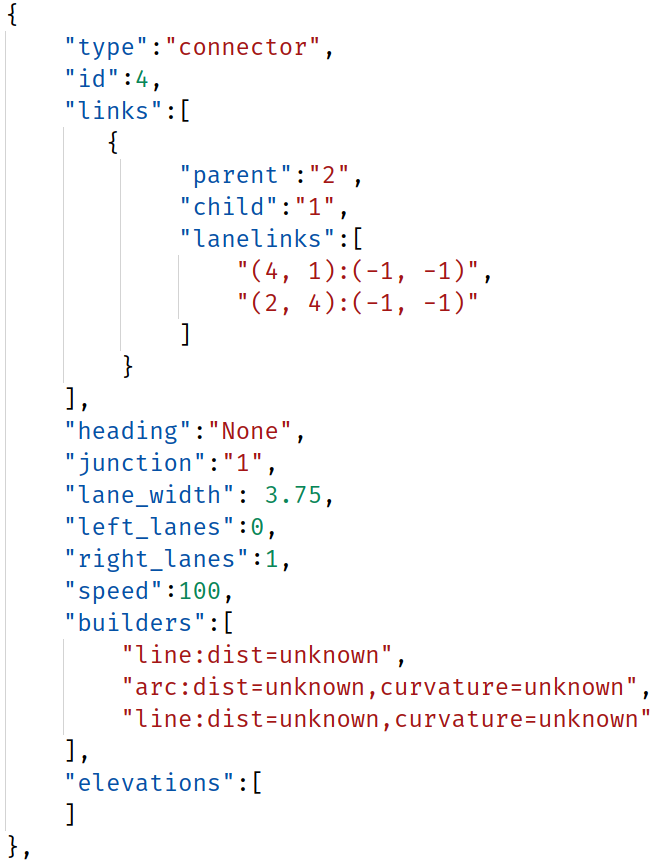 {
"type":"connector",
"id":4,
"links":[
{
"parent":"2",
"child":"1",
"lanelinks":[
"(4, 1):(-1, -1)",
"(2, 4):(-1, -1)"
]
}
],
"heading":"None",
"junction":"1",
"lane_width": 3.75,
"left_lanes":0,
"right_lanes":1,
"speed":100,
"builders":[
"line:dist=unknown",
"arc:dist=unknown,curvature=unknown",
"line:dist=unknown,curvature=unknown"
],
"elevations":[
]
},